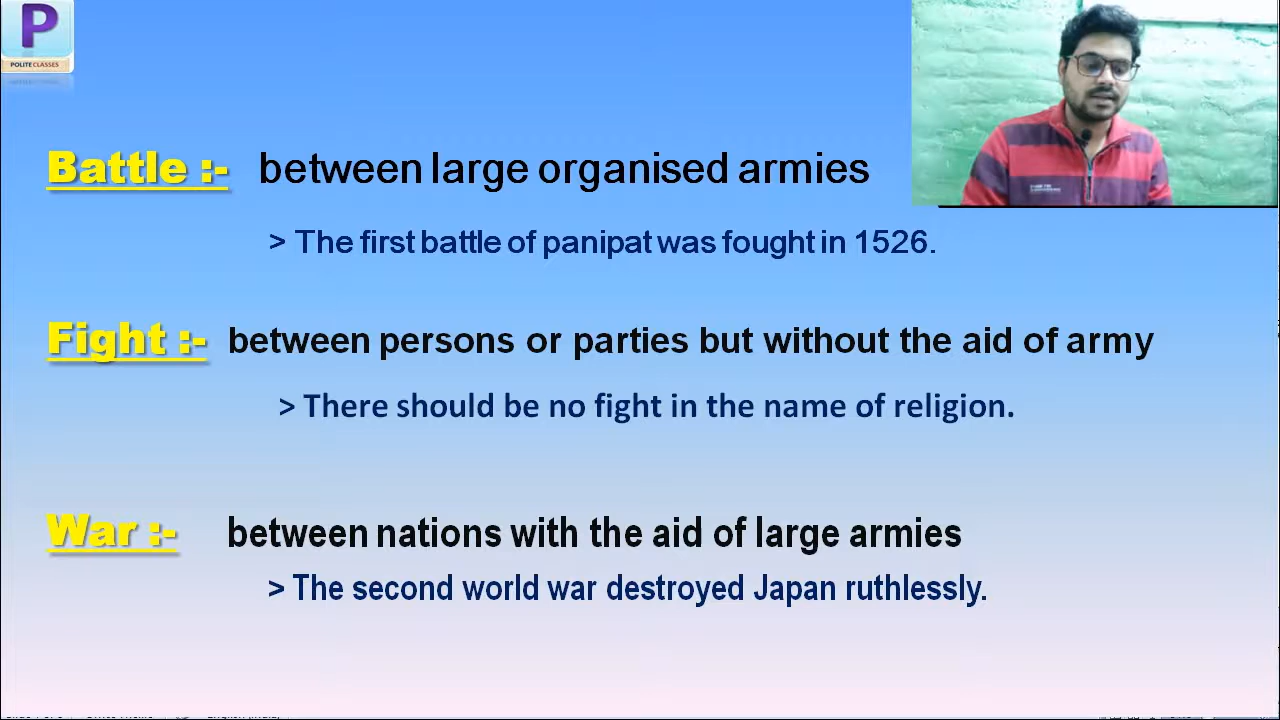 P
POLITE CLASSES
Battle :- between large organised armies
> The first battle of panipat was fought in 1526.
Fight :- between persons or parties but without the aid of army
> There should be no fight in the name of religion.
War :- between nations with the aid of large armies
> The second world war destroyed Japan ruthlessly.